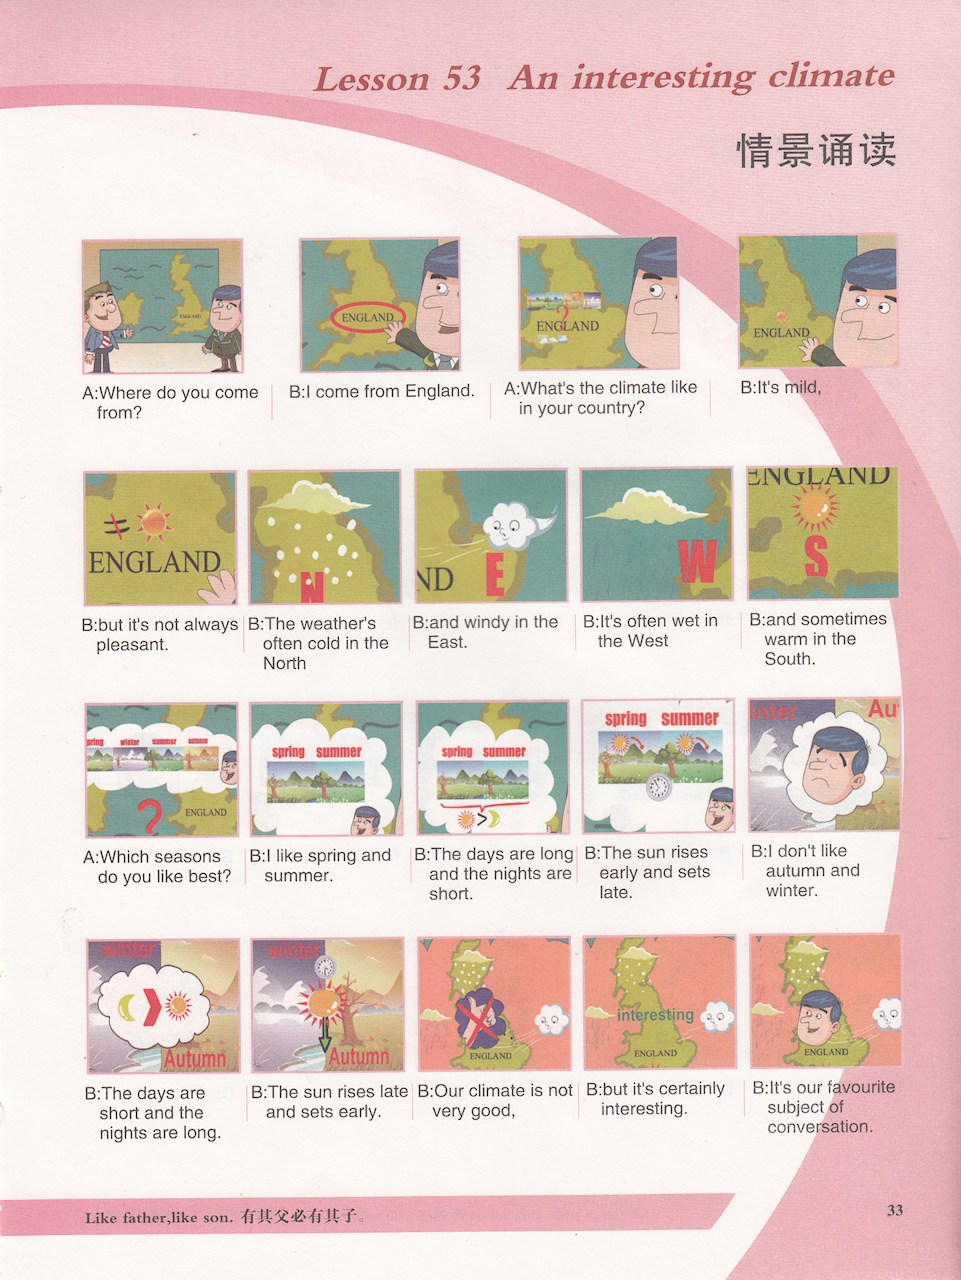 Lesson 53 An interesting climate
情景诵读
ENGLAND
ENGLAND
?
ENGLAND
ENGLAND
A:Where do you come
from?
B:I come from England.
A:What's the climate like
in your country?
B:It's mild,
≠
ENGLAND
N
ND
E
W
ENGLAND
S
B:but it's not always
pleasant.
B:The weather's
often cold in the
North
B:and windy in the
East.
B:It's often wet in
the West
B:and sometimes
warm in the
South.
pring winter summer autumn
?
ENGLAND
spring summer
spring summer
>
spring summer
inter Au
A:Which seasons
do you like best?
B:I like spring and
summer.
B:The days are long
and the nights are
short.
B:The sun rises
early and sets
late.
B:I don't like
autumn and
winter.
winter
Autumn
winter
Autumn
ENGLAND
interesting
ENGLAND
ENGLAND
B:The days are
short and the
nights are long.
B:The sun rises late
and sets early.
B:Our climate is not
very good,
B:but it's certainly
interesting.
B:It's our favourite
subject of
conversation.
Like father,like son. 有其父必有其子。
33